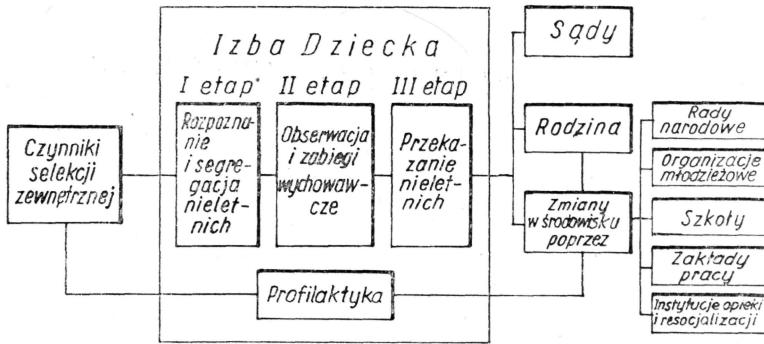 Izba Dziecka
I etap
II etap
III etap
Czynniki
selekcji
zewnętrznej
Rozpozna-
nie
i segre-
gacja
nielet-
nich
Obserwacja
i zabiegi
wychowaw-
cze
Przeka-
zanie
nielet-
nich
Profilaktyka
Sądy
Rodzina
Zmiany
w środowisku
poprzez
Rady
narodowe
Organizacje
młodzieżowe
Szkoły
Zakłady
pracy
Instytucje opieki
i resocjalizacji